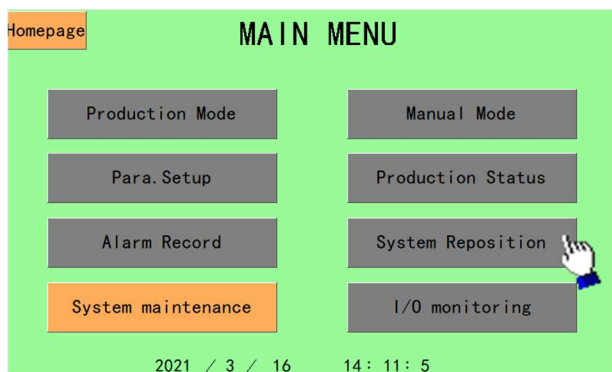 Homepage
MAIN MENU
Production Mode
Manual Mode
Para.Setup
Production Status
Alarm Record
System Reposition
System maintenance
I/O monitoring
2021 / 3 / 16 14: 11: 5